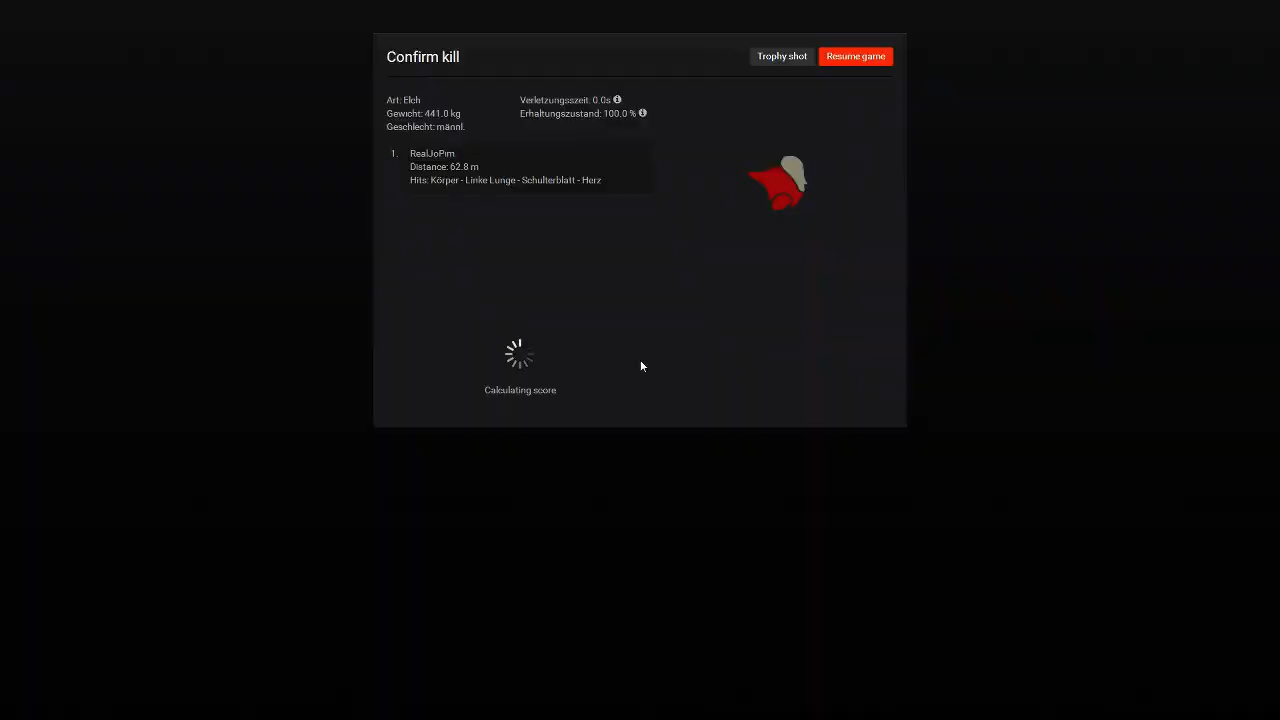 Confirm kill
Trophy shot
Resume game
Art: Elch
Gewicht: 441.0 kg
Geschlecht: männl.
Verletzungsszeit: 0.0s
Erhaltungszustand: 100.0 %
1. RealJoPim
Distance: 62.8 m
Hits: Körper - Linke Lunge - Schulterblatt - Herz
Calculating score